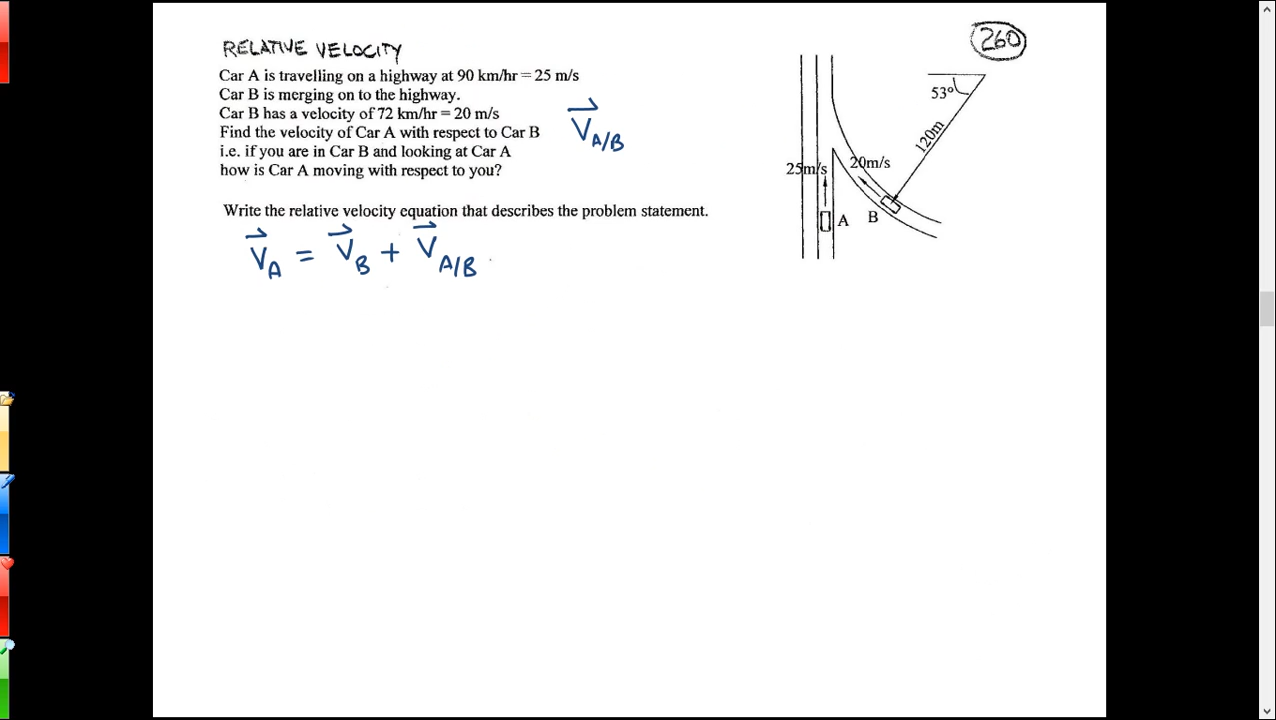 260
RELATIVE VELOCITY
Car A is travelling on a highway at 90 km/hr = 25 m/s
Car B is merging on to the highway.
Car B has a velocity of 72 km/hr = 20 m/s
Find the velocity of Car A with respect to Car B
i.e. if you are in Car B and looking at Car A
how is Car A moving with respect to you?
V⃗A/B
Write the relative velocity equation that describes the problem statement.
V⃗A = V⃗B + V⃗A/B
53°
120m
25m/s
20m/s
A
B